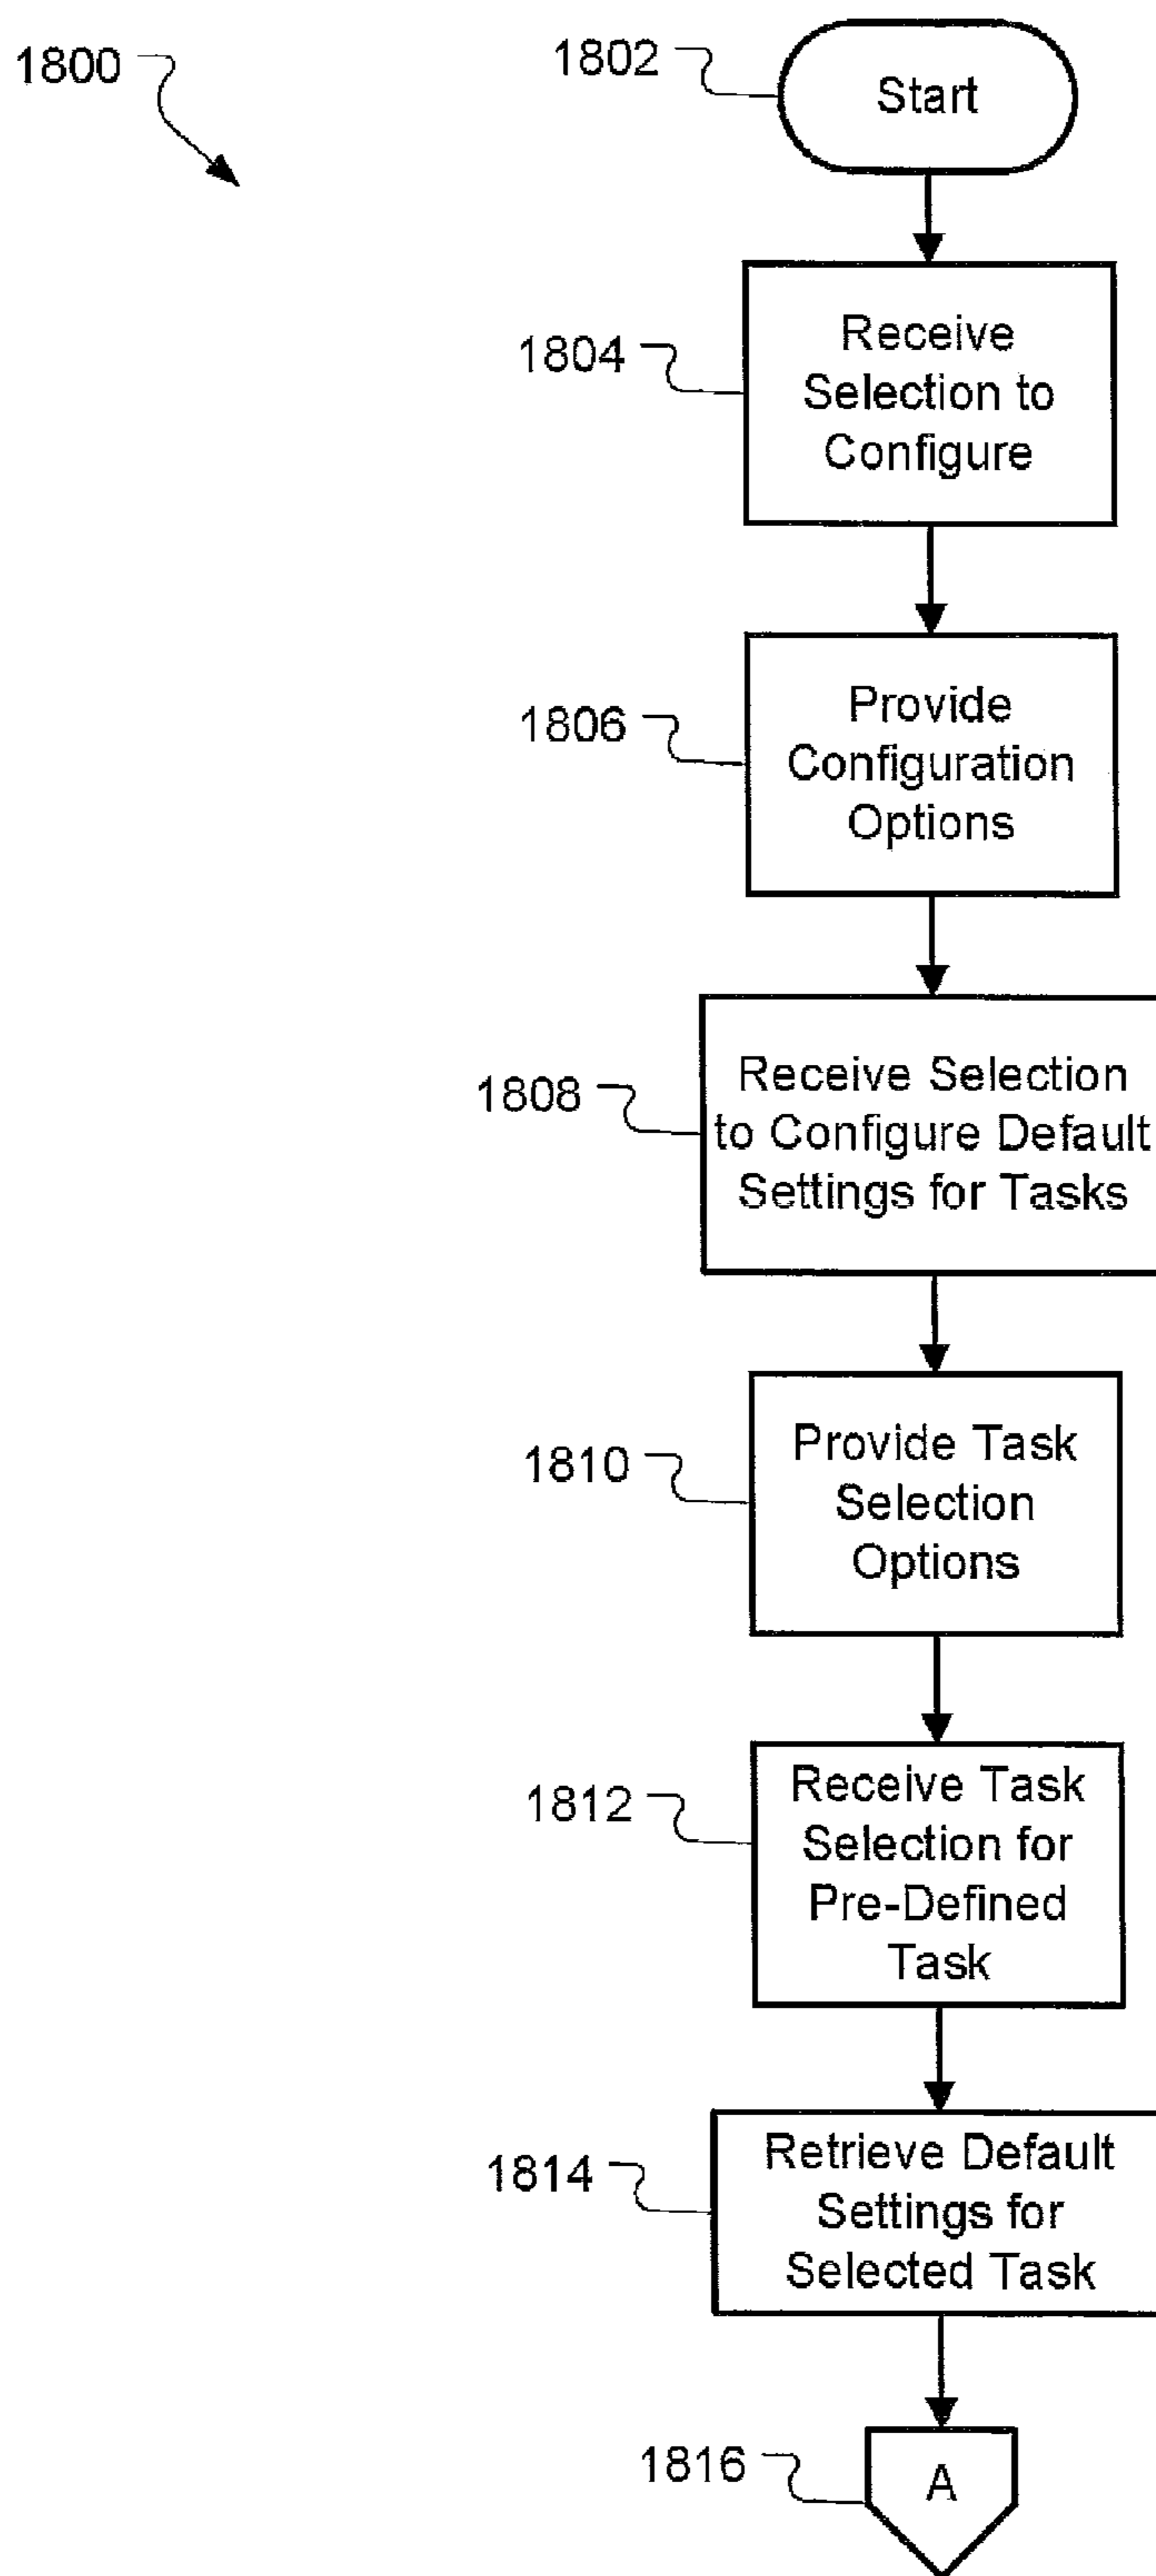 1800
1802
Start
1804
Receive
Selection to
Configure
1806
Provide
Configuration
Options
1808
Receive Selection
to Configure Default
Settings for Tasks
1810
Provide Task
Selection
Options
1812
Receive Task
Selection for
Pre-Defined
Task
1814
Retrieve Default
Settings for
Selected Task
1816
A